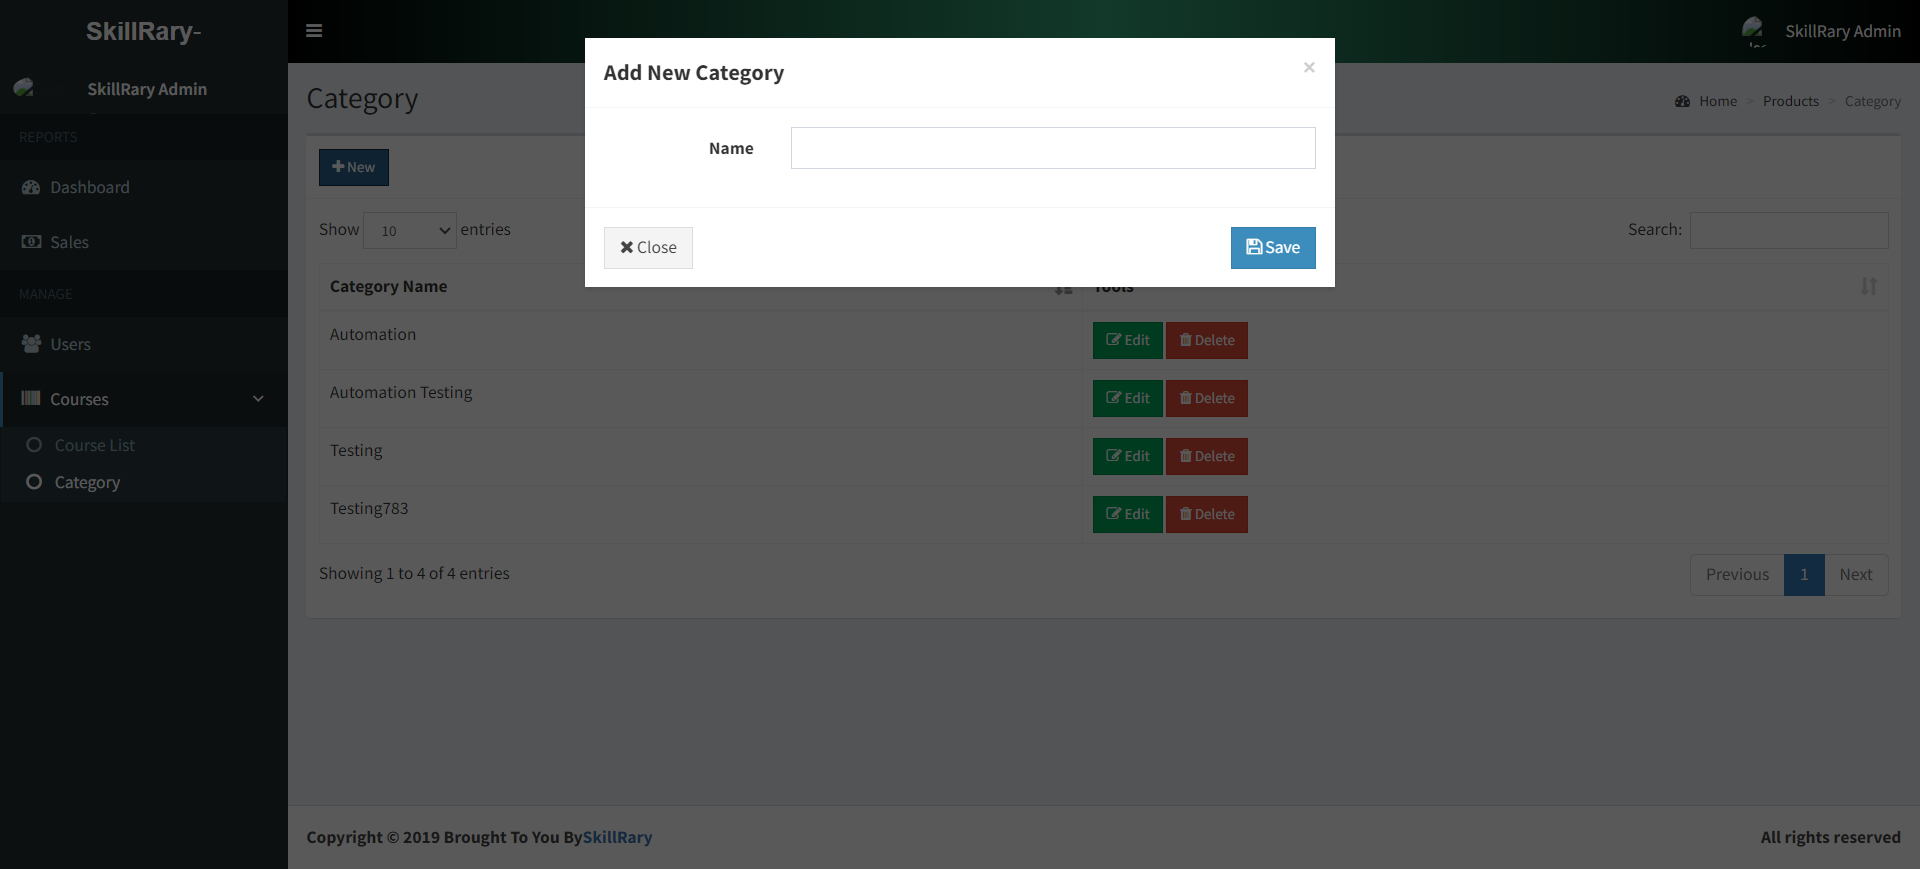 SkillRary-
SkillRary Admin
SkillRary Admin
REPORTS
Dashboard
Sales
MANAGE
Users
Courses
Course List
Category
Category
Home > Products > Category
New
Show 10 entries
Search:
Category Name
Tools
Automation
Edit Delete
Automation Testing
Edit Delete
Testing
Edit Delete
Testing783
Edit Delete
Showing 1 to 4 of 4 entries
Previous 1 Next
Add New Category
×
Name
Close
Save
Copyright © 2019 Brought To You BySkillRary
All rights reserved